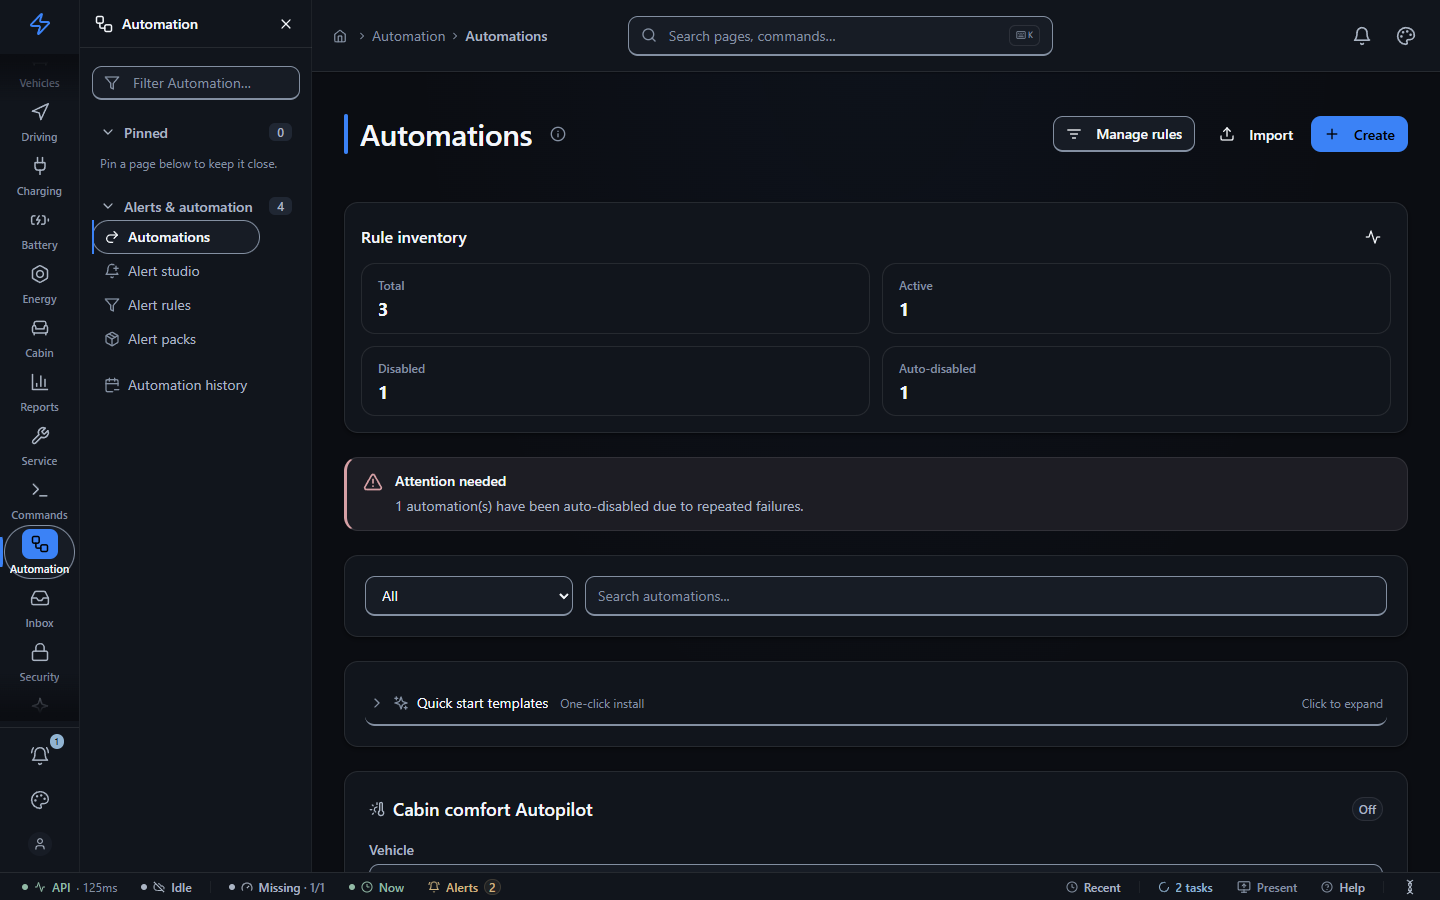 Automation
Automation
Automations
Search pages, commands...
K
Vehicles
Driving
Charging
Battery
Energy
Cabin
Reports
Service
Commands
Automation
Inbox
Security
1
Filter Automation...
Pinned
0
Pin a page below to keep it close.
Alerts & automation
4
Automations
Alert studio
Alert rules
Alert packs
Automation history
Automations
Manage rules
Import
Create
Rule inventory
Total
3
Active
1
Disabled
1
Auto-disabled
1
Attention needed
1 automation(s) have been auto-disabled due to repeated failures.
All
Search automations...
Quick start templates
One-click install
Click to expand
Cabin comfort Autopilot
Off
Vehicle
API · 125ms
Idle
Missing · 1/1
Now
Alerts 2
Recent
2 tasks
Present
Help